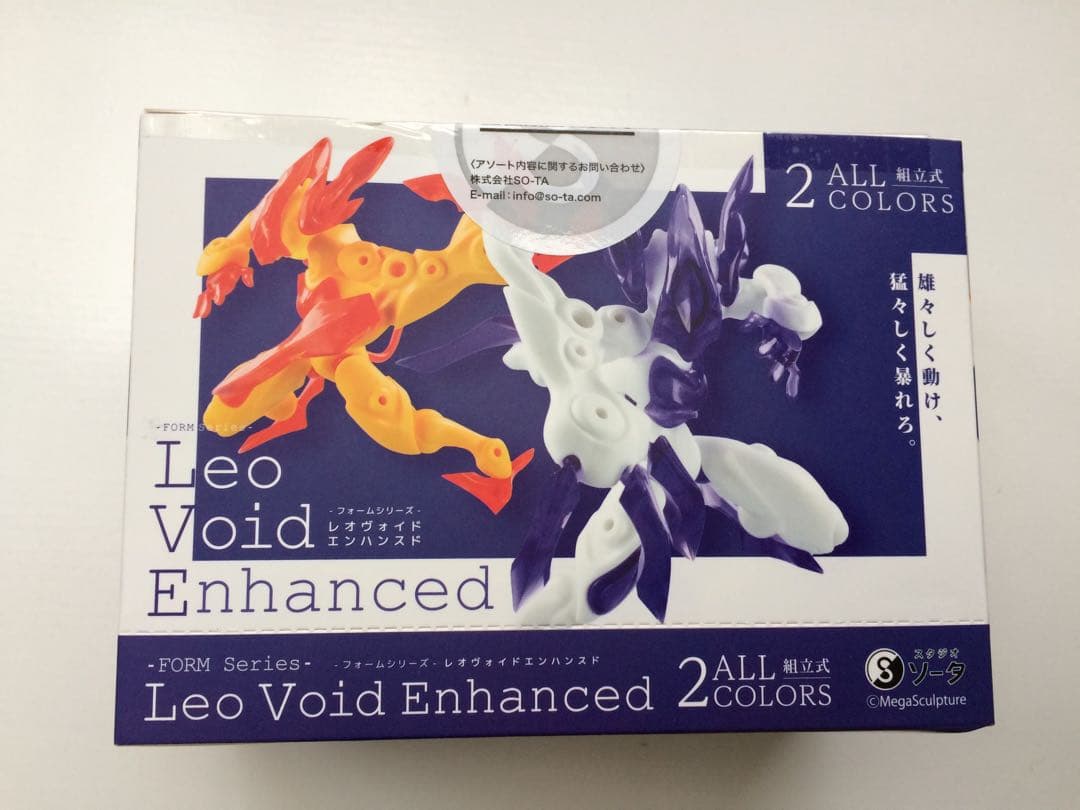 〈アソート内容に関するお問い合わせ〉
株式会社SO-TA
E-mail：info@so-ta.com
2 ALL COLORS 組立式
雄々しく動け、
猛々しく暴れろ。
-FORM Series-
Leo
Void
Enhanced
-フォームシリーズ-
レオヴォイド
エンハンスド
-FORM Series-
-フォームシリーズ- レオヴォイドエンハンスド
Leo Void Enhanced
2 ALL COLORS 組立式
スタジオ
ソータ
©MegaSculpture